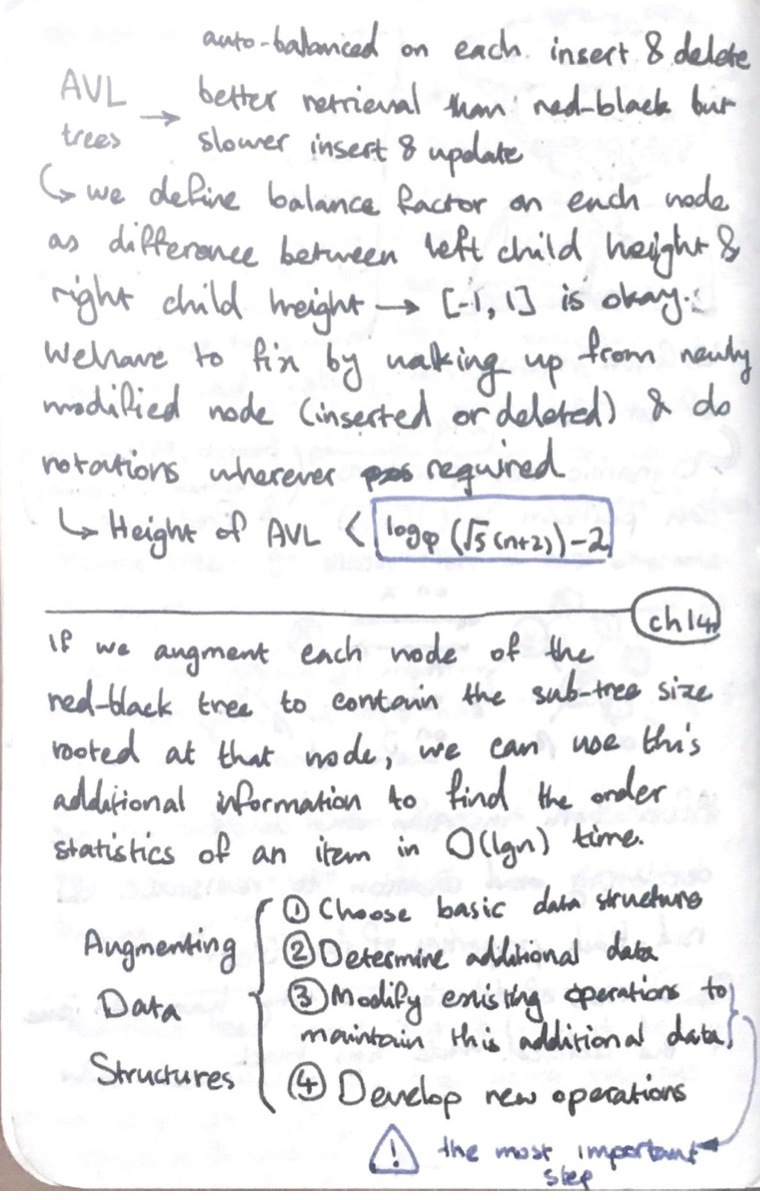 auto-balanced on each insert & delete
AVL trees → better retrieval than red-black but
slower insert & update
↳ we define balance factor on each node
as difference between left child height &
right child height → [-1, 1] is okay.
We have to fix by walking up from newly
modified node (inserted or deleted) & do
rotations wherever required
↳ Height of AVL < logφ (√5 (n+2)) - 2
ch14
If we augment each node of the
red-black tree to contain the sub-tree size
rooted at that node, we can use this
additional information to find the order
statistics of an item in O(lgn) time.
Augmenting Data Structures
① Choose basic data structure
② Determine additional data
③ Modify existing operations to
maintain this additional data
④ Develop new operations
⚠ the most important
step